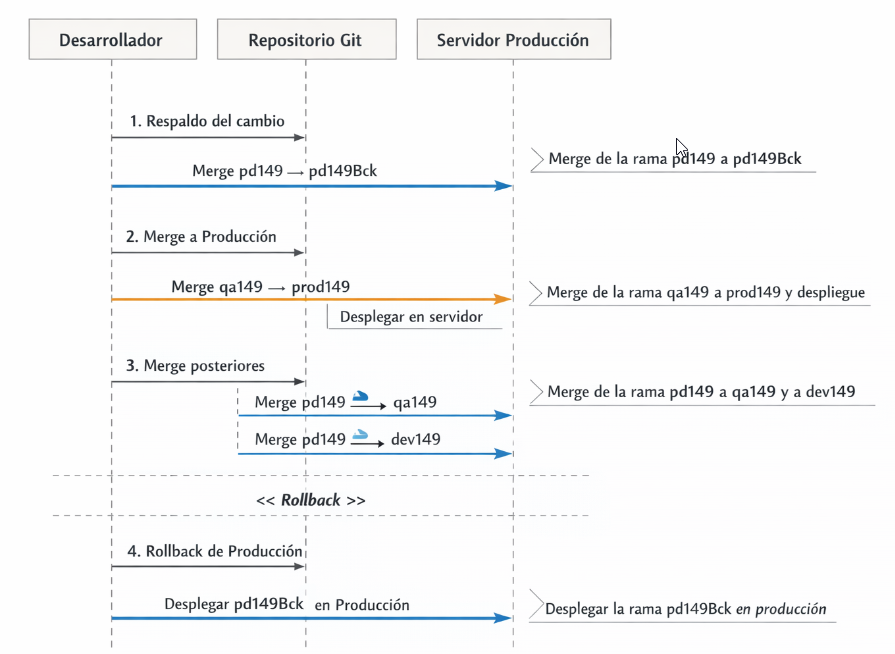 Desarrollador
Repositorio Git
Servidor Producción
1. Respaldo del cambio
Merge pd149 → pd149Bck
Merge de la rama pd149 a pd149Bck
2. Merge a Producción
Merge qa149 → prod149
Merge de la rama qa149 a prod149 y despliegue
Desplegar en servidor
3. Merge posteriores
Merge pd149 → qa149
Merge de la rama pd149 a qa149 y a dev149
Merge pd149 → dev149
<< Rollback >>
4. Rollback de Producción
Desplegar pd149Bck en Producción
Desplegar la rama pd149Bck en producción